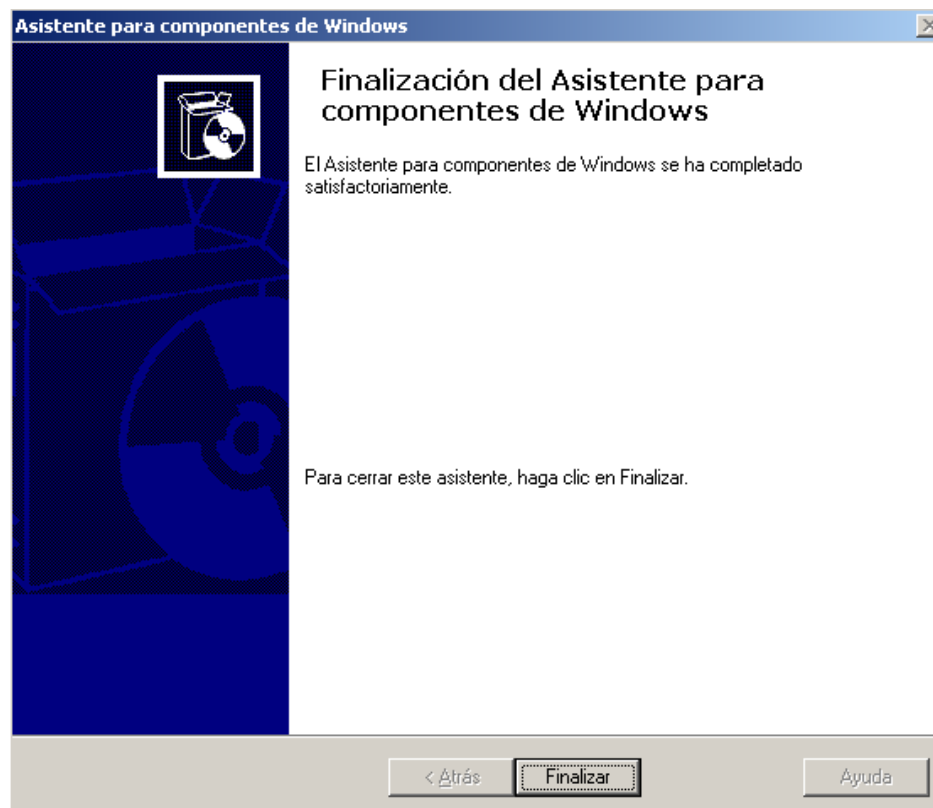 Asistente para componentes de Windows
Finalización del Asistente para
componentes de Windows
El Asistente para componentes de Windows se ha completado
satisfactoriamente.
Para cerrar este asistente, haga clic en Finalizar.
< Atrás
Finalizar
Ayuda